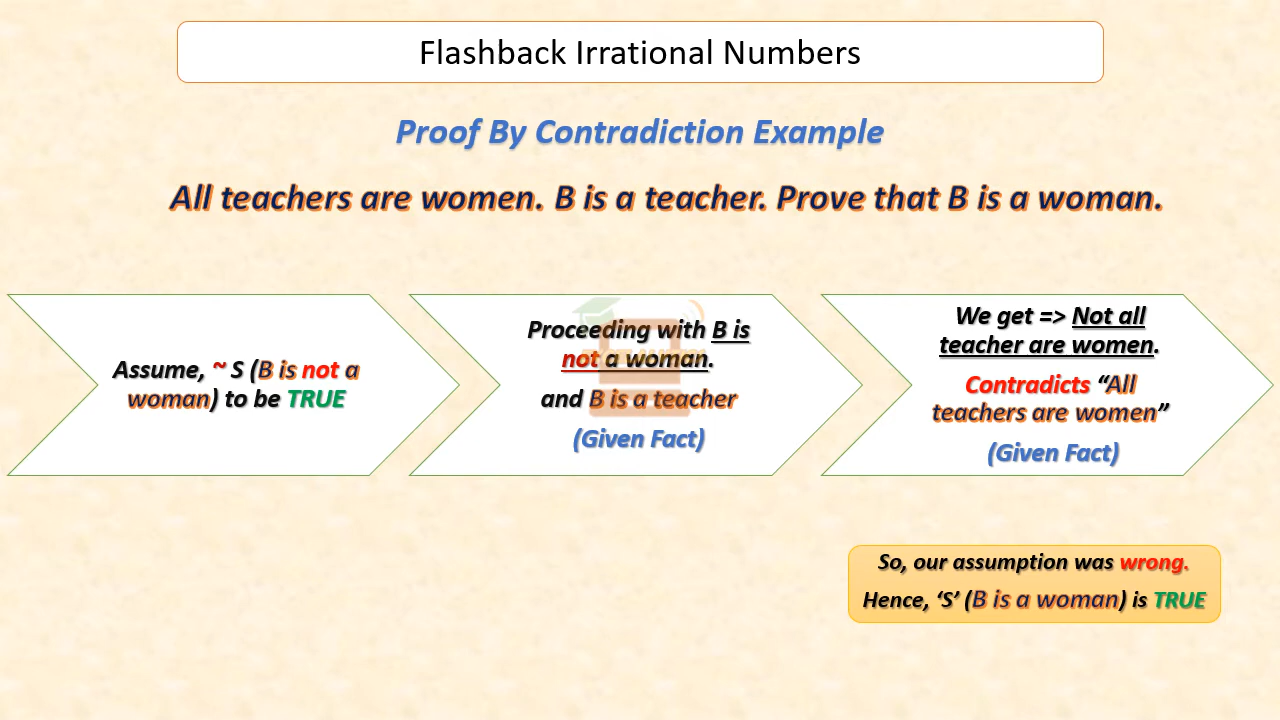 Flashback Irrational Numbers
Proof By Contradiction Example
All teachers are women. B is a teacher. Prove that B is a woman.
Assume, ~ S (B is not a
woman) to be TRUE
Proceeding with B is
not a woman.
and B is a teacher
(Given Fact)
We get => Not all
teacher are women.
Contradicts “All
teachers are women”
(Given Fact)
So, our assumption was wrong.
Hence, ‘S’ (B is a woman) is TRUE